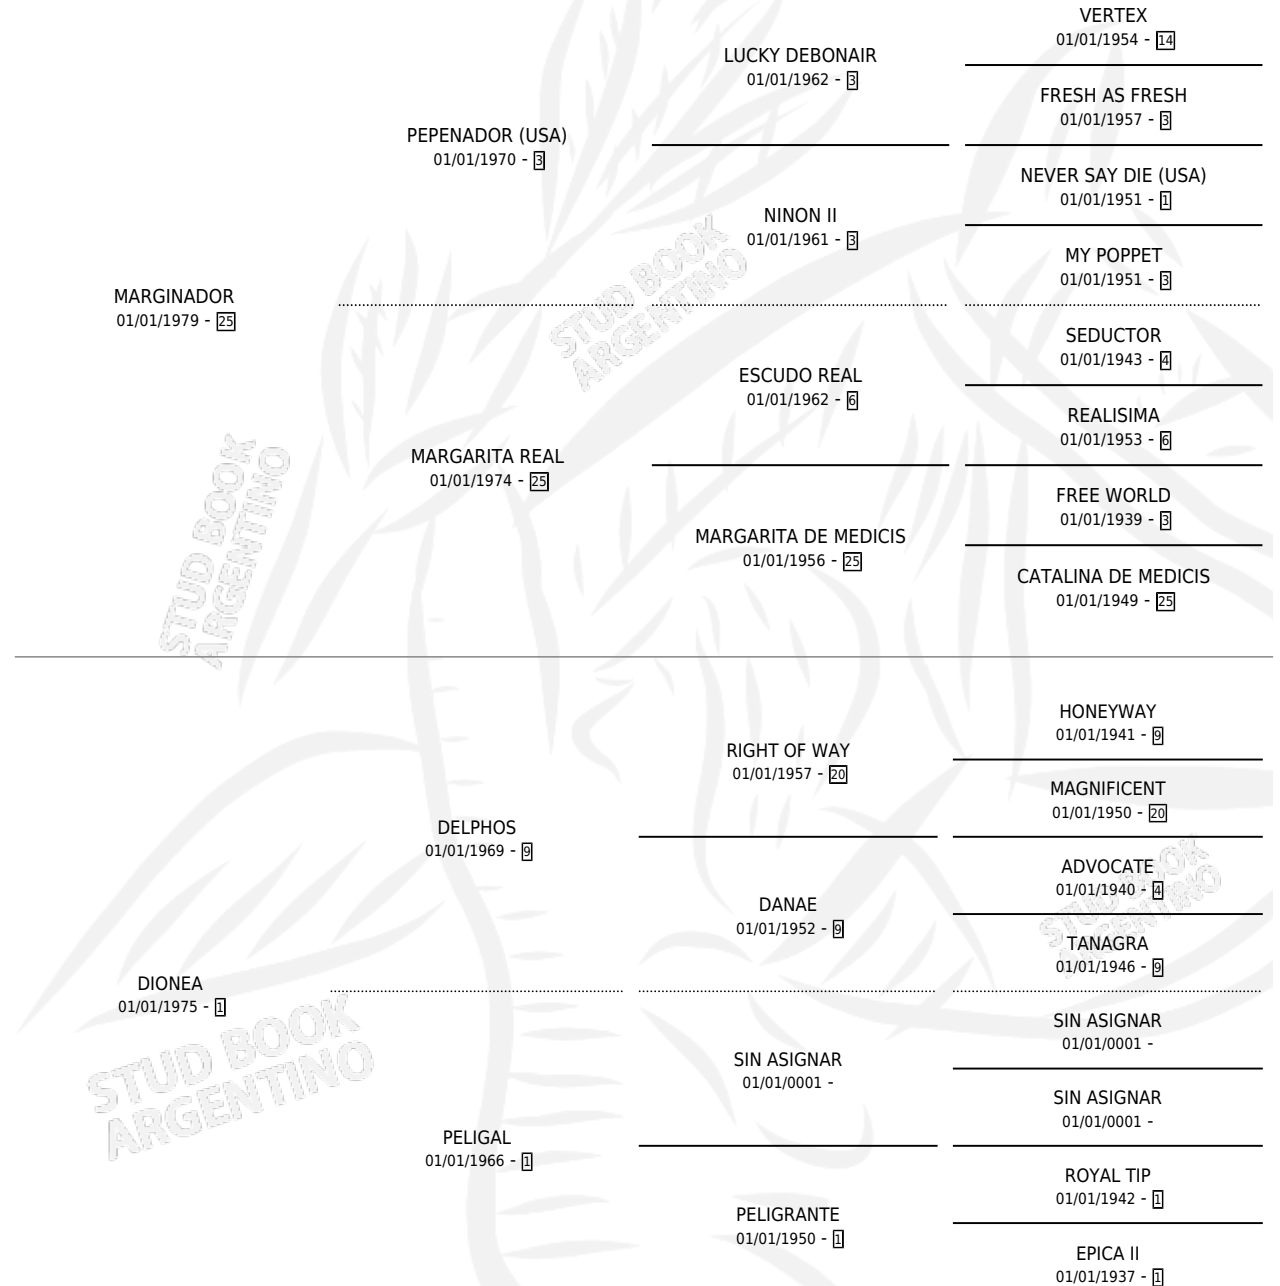 VERTEX
01/01/1954 - 14
LUCKY DEBONAIR
01/01/1962 - 3
FRESH AS FRESH
01/01/1957 - 3
PEPENADOR (USA)
01/01/1970 - 3
NEVER SAY DIE (USA)
01/01/1951 - 1
NINON II
01/01/1961 - 3
MY POPPET
01/01/1951 - 3
MARGINADOR
01/01/1979 - 25
SEDUCTOR
01/01/1943 - 4
ESCUDO REAL
01/01/1962 - 6
REALISIMA
01/01/1953 - 6
MARGARITA REAL
01/01/1974 - 25
FREE WORLD
01/01/1939 - 3
MARGARITA DE MEDICIS
01/01/1956 - 25
CATALINA DE MEDICIS
01/01/1949 - 25
STUD BOOK
ARGENTINO
STUD BOOK
ARGENTINO
HONEYWAY
01/01/1941 - 9
RIGHT OF WAY
01/01/1957 - 20
MAGNIFICENT
01/01/1950 - 20
DELPHOS
01/01/1969 - 9
ADVOCATE
01/01/1940 - 4
DANAE
01/01/1952 - 9
TANAGRA
01/01/1946 - 9
STUD BOOK
ARGENTINO
DIONEA
01/01/1975 - 1
SIN ASIGNAR
01/01/0001 -
SIN ASIGNAR
01/01/0001 -
SIN ASIGNAR
01/01/0001 -
STUD BOOK
ARGENTINO
PELIGAL
01/01/1966 - 1
ROYAL TIP
01/01/1942 - 1
PELIGRANTE
01/01/1950 - 1
EPICA II
01/01/1937 - 1